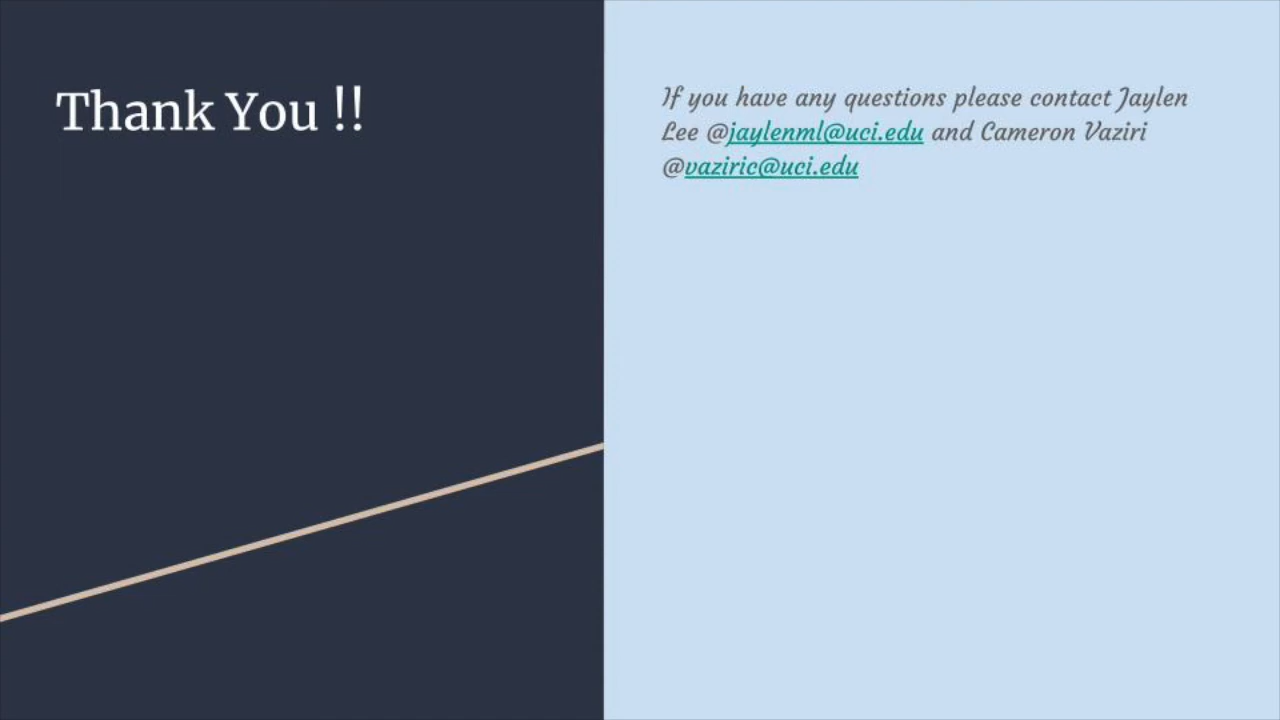 Thank You !!
If you have any questions please contact Jaylen
Lee @jaylenml@uci.edu and Cameron Vaziri
@vaziric@uci.edu